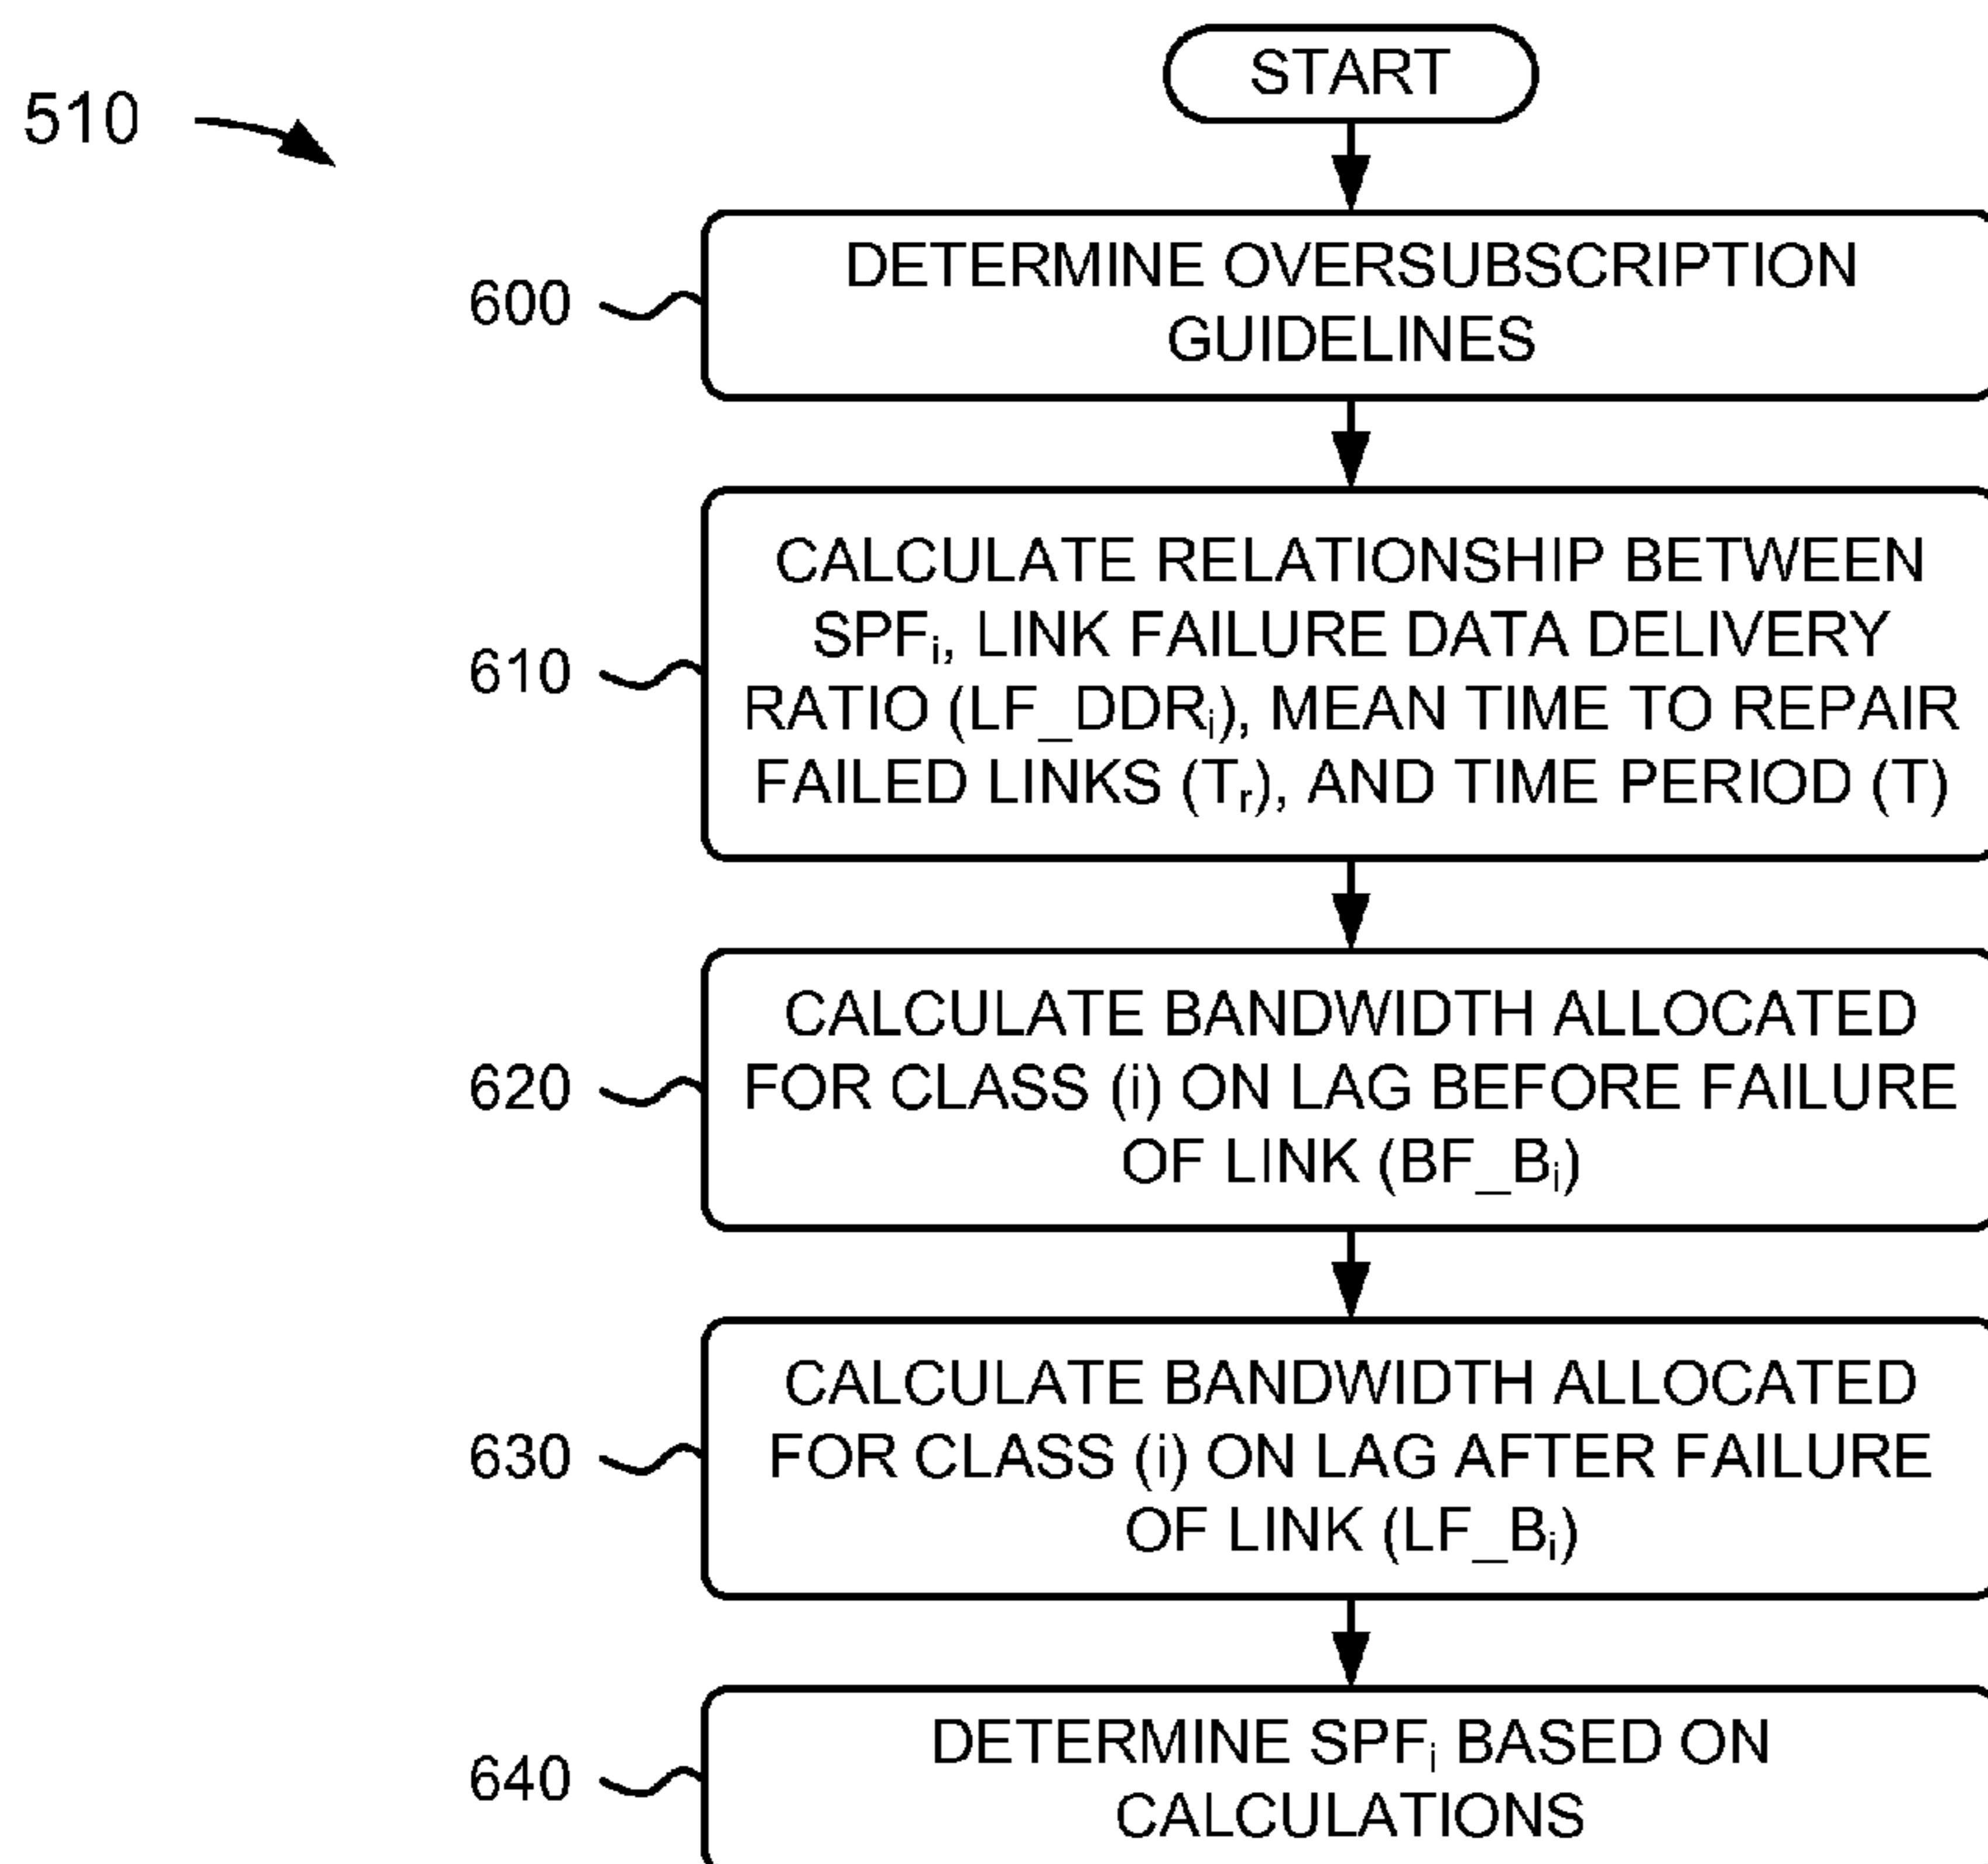 START
510
DETERMINE OVERSUBSCRIPTION
GUIDELINES
600
CALCULATE RELATIONSHIP BETWEEN
SPFᵢ, LINK FAILURE DATA DELIVERY
RATIO (LF_DDRᵢ), MEAN TIME TO REPAIR
FAILED LINKS (Tᵣ), AND TIME PERIOD (T)
610
CALCULATE BANDWIDTH ALLOCATED
FOR CLASS (i) ON LAG BEFORE FAILURE
OF LINK (BF_Bᵢ)
620
CALCULATE BANDWIDTH ALLOCATED
FOR CLASS (i) ON LAG AFTER FAILURE
OF LINK (LF_Bᵢ)
630
DETERMINE SPFᵢ BASED ON
CALCULATIONS
640